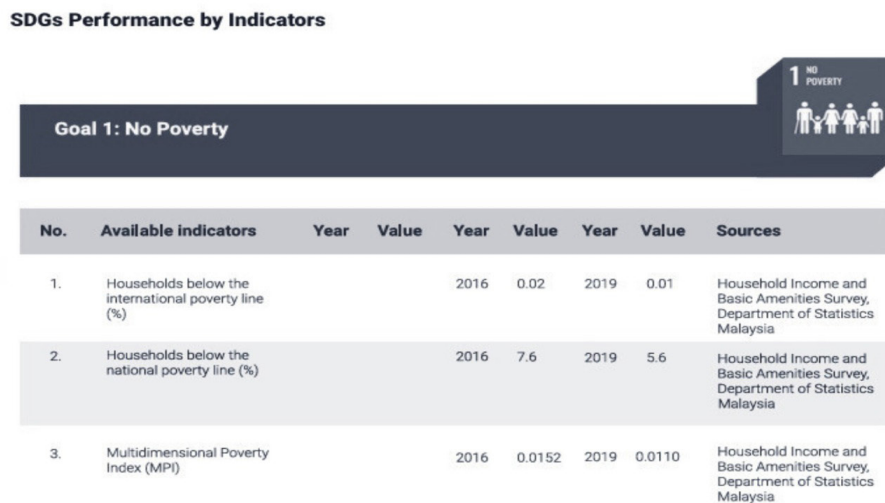 SDGs Performance by Indicators
1 NO POVERTY
Goal 1: No Poverty
No. Available indicators Year Value Year Value Year Value Sources
1. Households below the international poverty line (%) 2016 0.02 2019 0.01 Household Income and Basic Amenities Survey, Department of Statistics Malaysia
2. Households below the national poverty line (%) 2016 7.6 2019 5.6 Household Income and Basic Amenities Survey, Department of Statistics Malaysia
3. Multidimensional Poverty Index (MPI) 2016 0.0152 2019 0.0110 Household Income and Basic Amenities Survey, Department of Statistics Malaysia